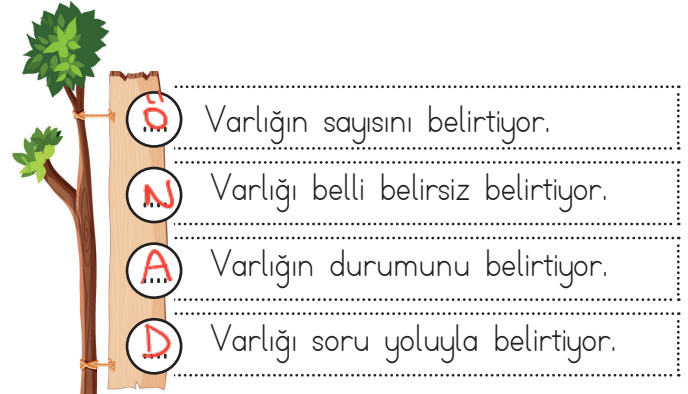 Ö Varlığın sayısını belirtiyor.
N Varlığı belli belirsiz belirtiyor.
A Varlığın durumunu belirtiyor.
D Varlığı soru yoluyla belirtiyor.